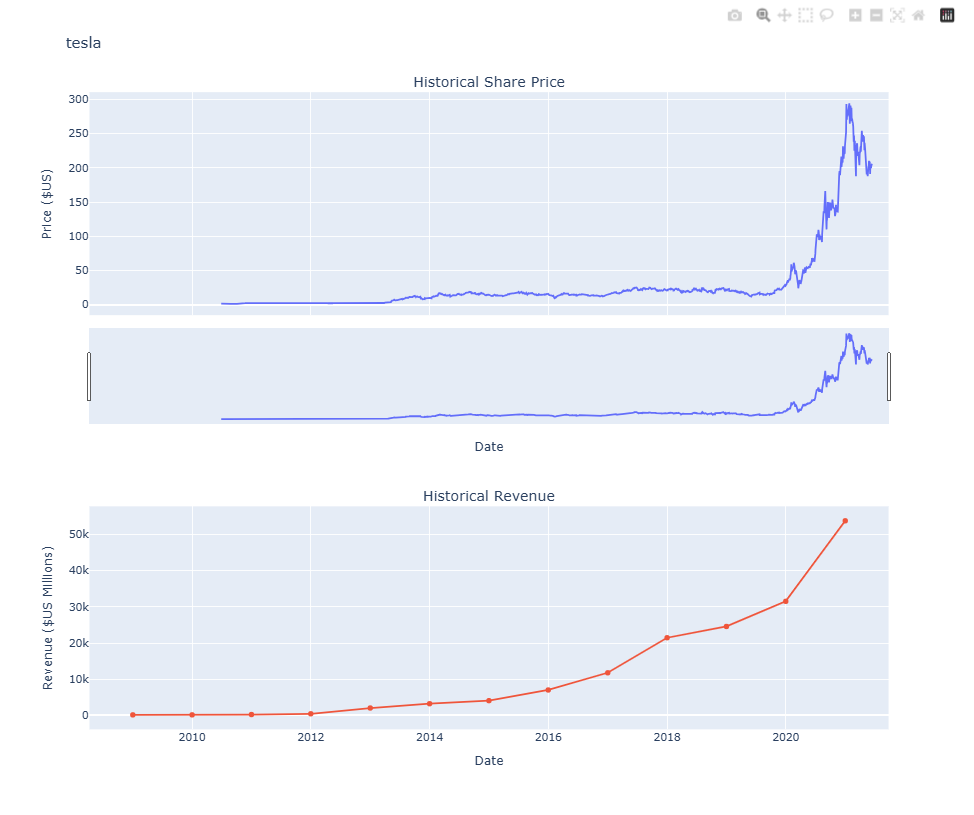 tesla
Historical Share Price
300
250
200
150
100
50
0
Price ($US)
Date
Historical Revenue
50k
40k
30k
20k
10k
0
Revenue ($US Millions)
2010 2012 2014 2016 2018 2020
Date